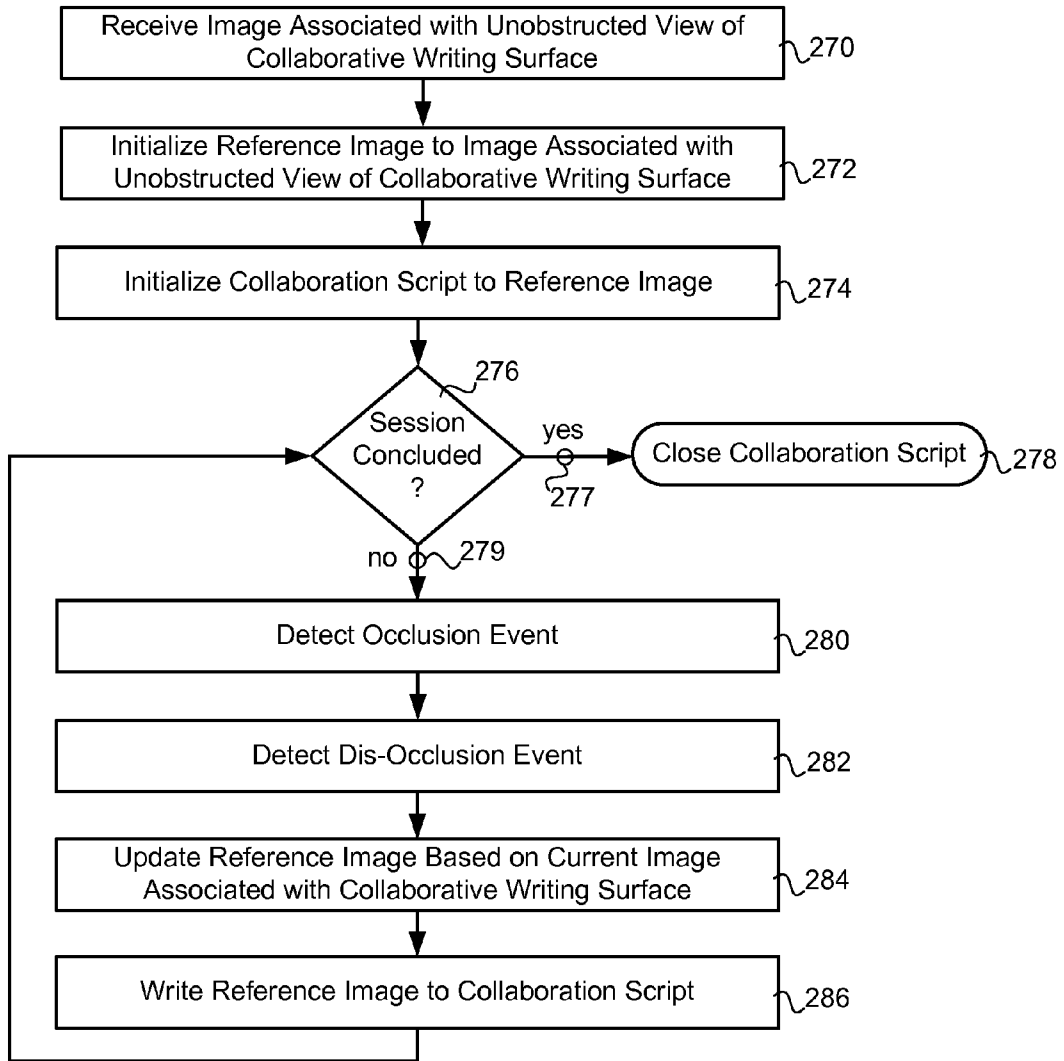 Receive Image Associated with Unobstructed View of
Collaborative Writing Surface
270
Initialize Reference Image to Image Associated with
Unobstructed View of Collaborative Writing Surface
272
Initialize Collaboration Script to Reference Image
274
276
Session
Concluded
?
yes
277
Close Collaboration Script
278
no
279
Detect Occlusion Event
280
Detect Dis-Occlusion Event
282
Update Reference Image Based on Current Image
Associated with Collaborative Writing Surface
284
Write Reference Image to Collaboration Script
286